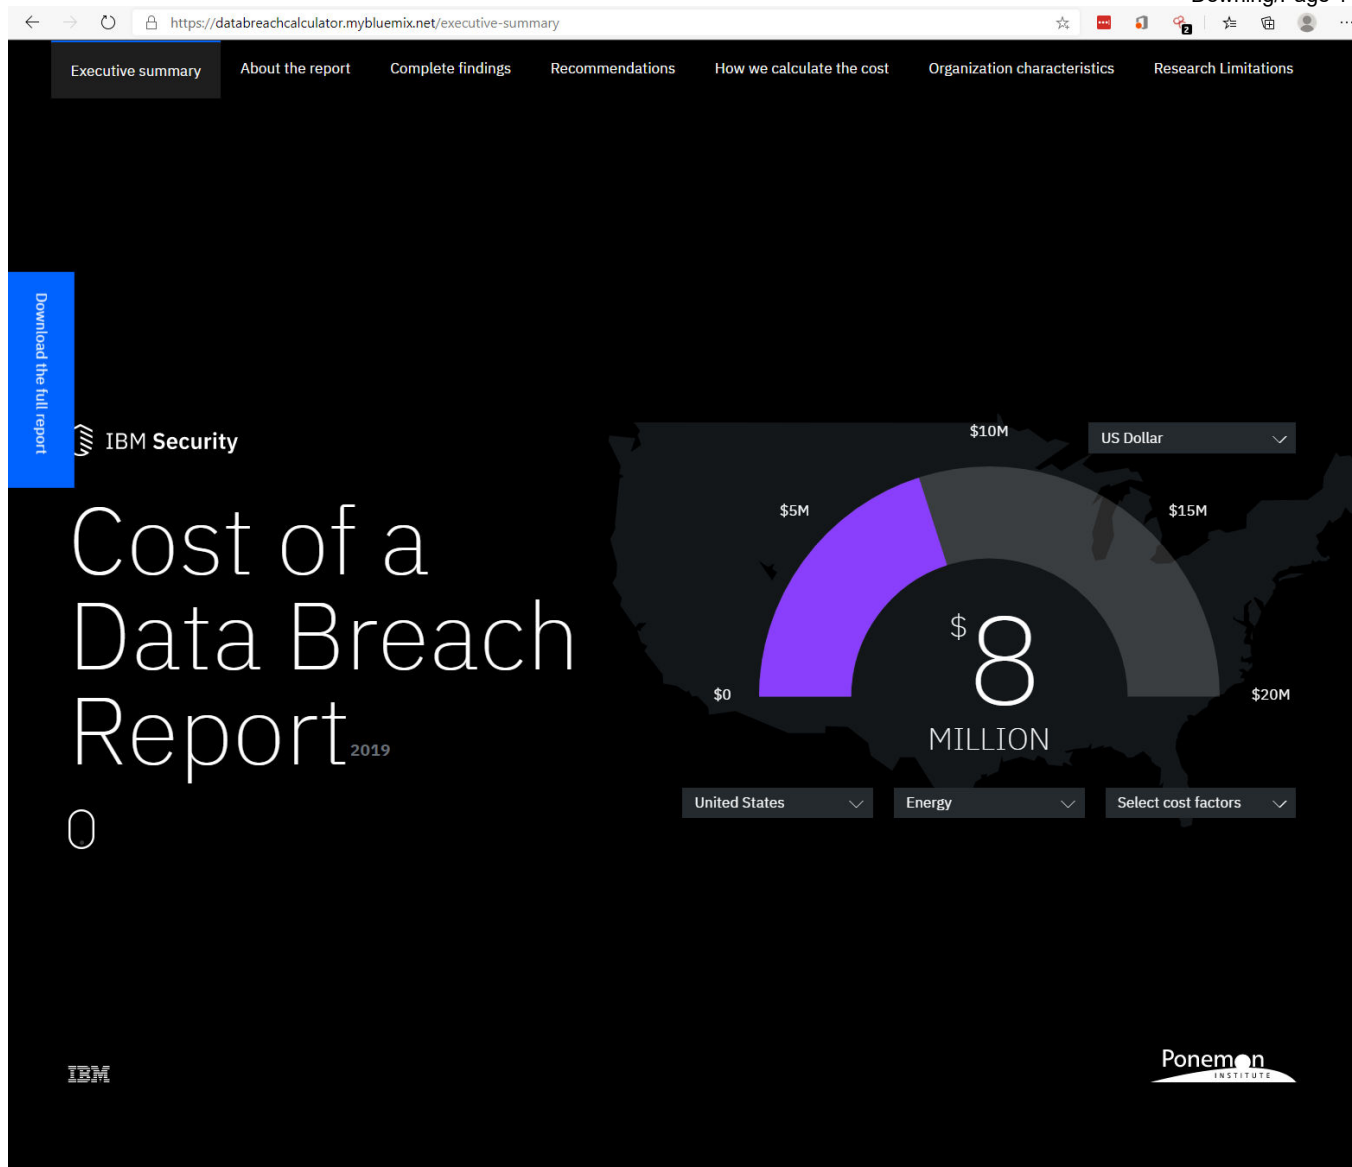 https://databreachcalculator.mybluemix.net/executive-summary
2
Executive summary
About the report
Complete findings
Recommendations
How we calculate the cost
Organization characteristics
Research Limitations
Download the full report
IBM Security
Cost of a
Data Breach
Report 2019
US Dollar
$0
$5M
$10M
$15M
$20M
$8
MILLION
United States
Energy
Select cost factors
IBM
Ponemon
INSTITUTE